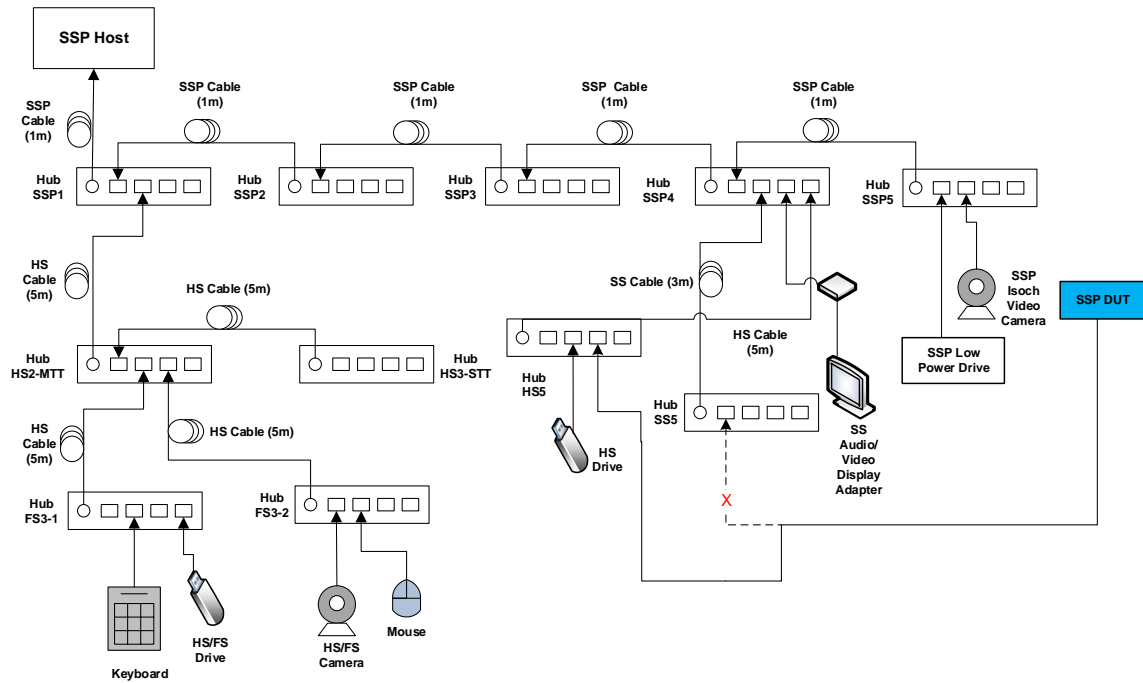 SSP Host
SSP
Cable
(1m)
SSP Cable
(1m)
SSP Cable
(1m)
SSP Cable
(1m)
SSP Cable
(1m)
Hub
SSP1
Hub
SSP2
Hub
SSP3
Hub
SSP4
Hub
SSP5
HS
Cable
(5m)
HS Cable (5m)
SS Cable (3m)
HS Cable
(5m)
SSP
Isoch
Video
Camera
SSP DUT
SSP Low
Power Drive
Hub
HS2-MTT
Hub
HS3-STT
Hub
HS5
Hub
SS5
HS
Drive
SS
Audio/
Video
Display
Adapter
HS
Cable
(5m)
HS Cable (5m)
X
Hub
FS3-1
Hub
FS3-2
Keyboard
HS/FS
Drive
HS/FS
Camera
Mouse